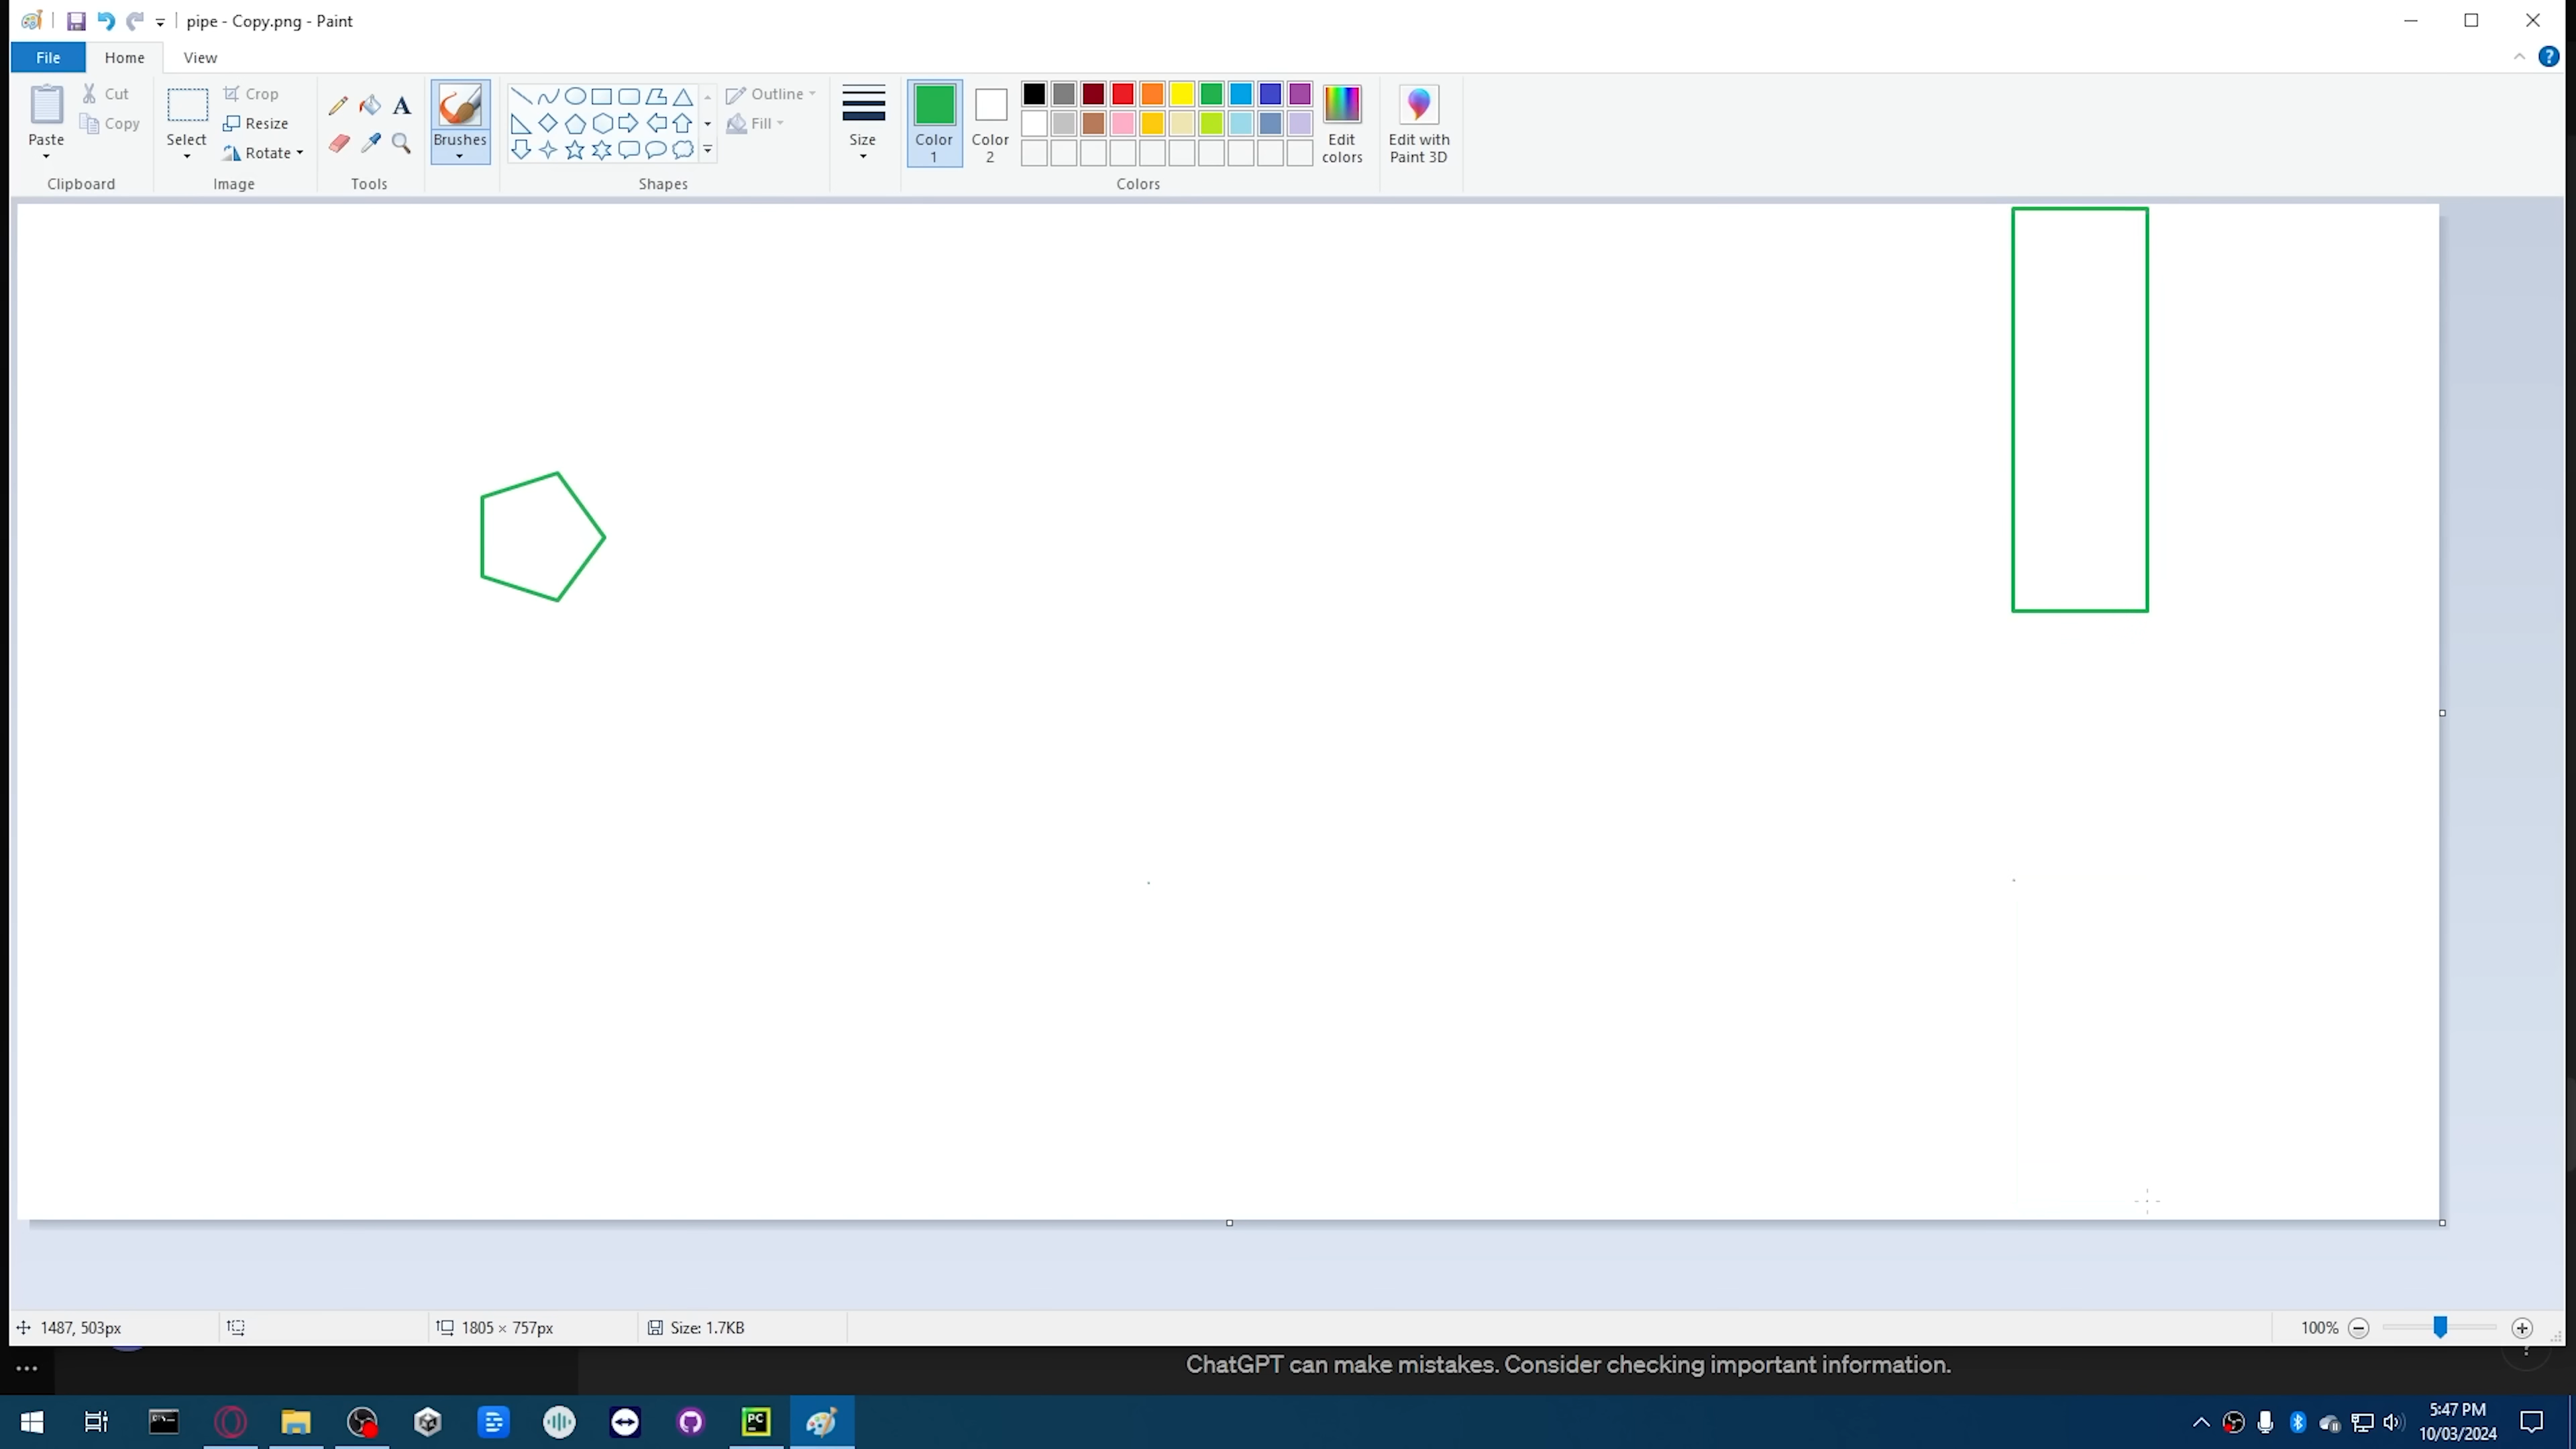 pipe - Copy.png - Paint
File Home View
Paste
Cut
Copy
Clipboard
Select
Crop
Resize
Rotate
Image
A
Tools
Brushes
Outline
Fill
Shapes
Size
Color
1
Color
2
Edit
colors
Colors
Edit with
Paint 3D
1487, 503px
1805 × 757px
Size: 1.7KB
100%
ChatGPT can make mistakes. Consider checking important information.
?
PC
5:47 PM
10/03/2024